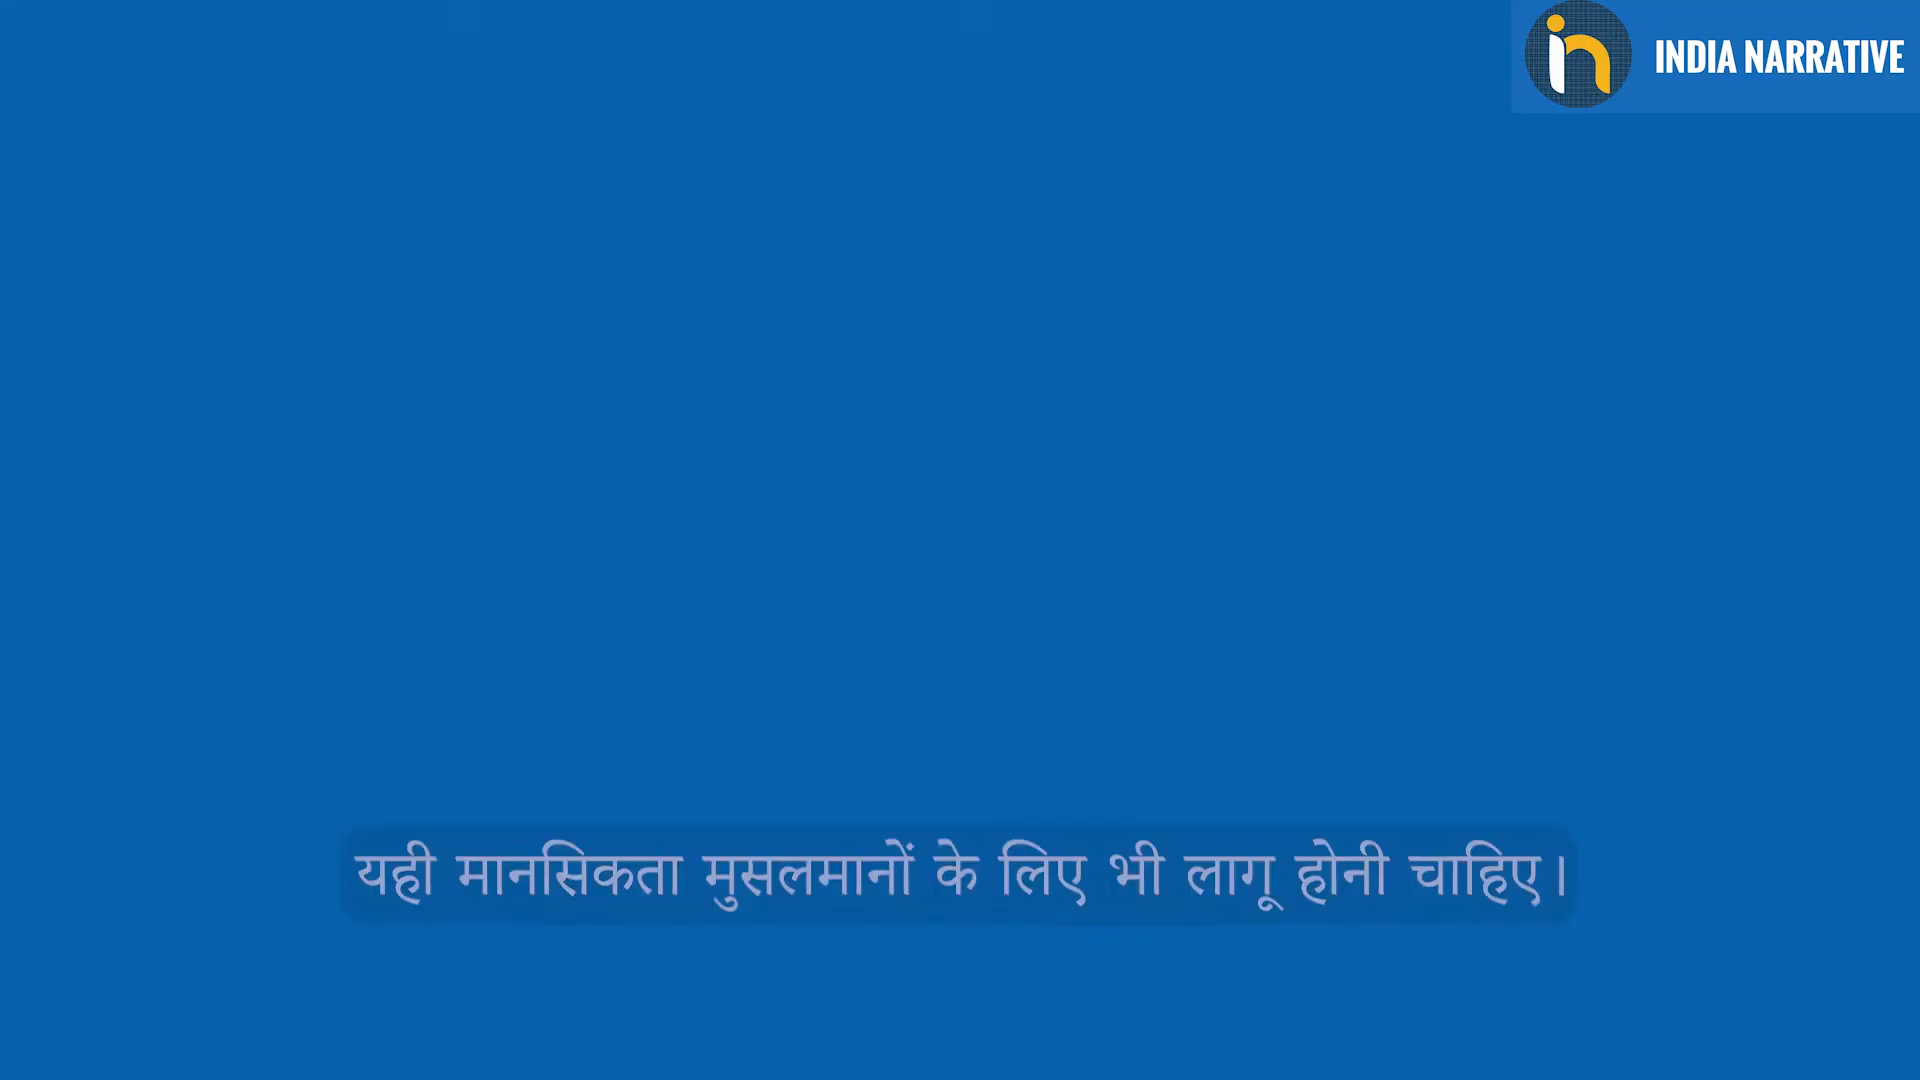 INDIA NARRATIVE
यही मानसिकता मुसलमानों के लिए भी लागू होनी चाहिए।